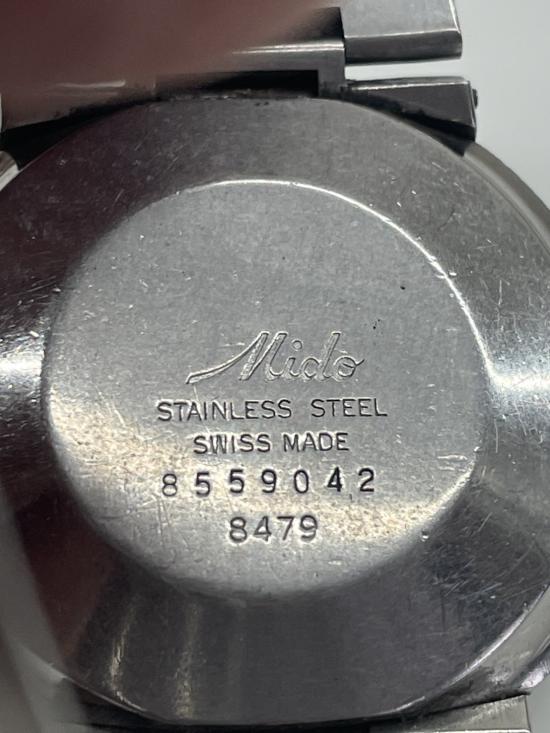 Mido
STAINLESS STEEL
SWISS MADE
8559042
8479